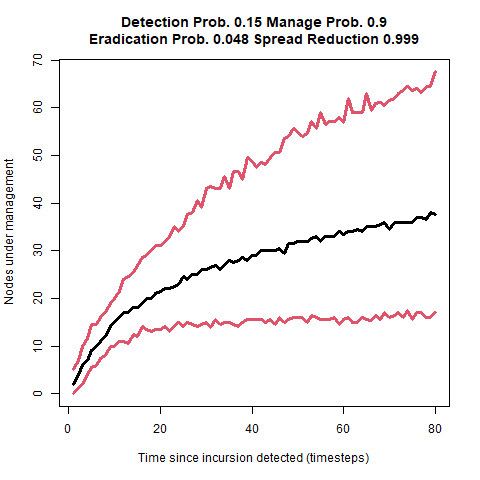 Detection Prob. 0.15 Manage Prob. 0.9
Eradication Prob. 0.048 Spread Reduction 0.999
Nodes under management
70
60
50
40
30
20
10
0
0 20 40 60 80
Time since incursion detected (timesteps)